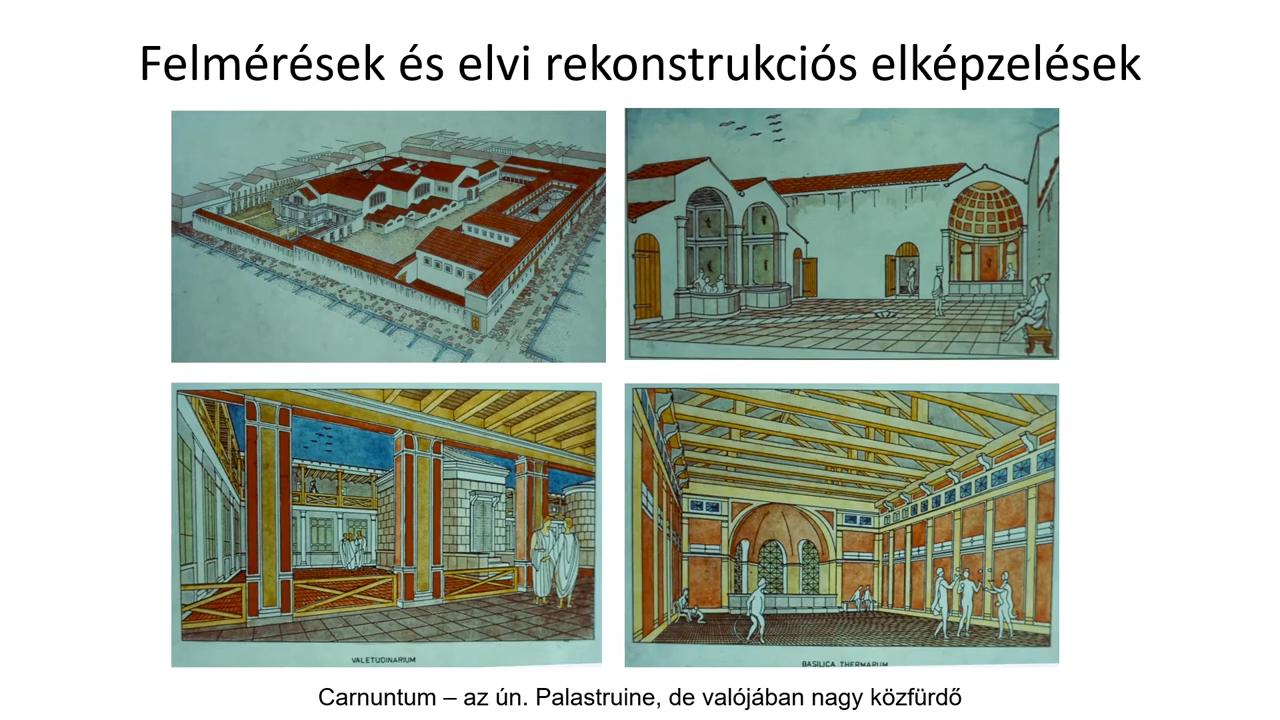 Felmérések és elvi rekonstrukciós elképzelések
VALETUDINARIUM
BASILICA THERMARUM
Carnuntum – az ún. Palastruine, de valójában nagy közfürdő